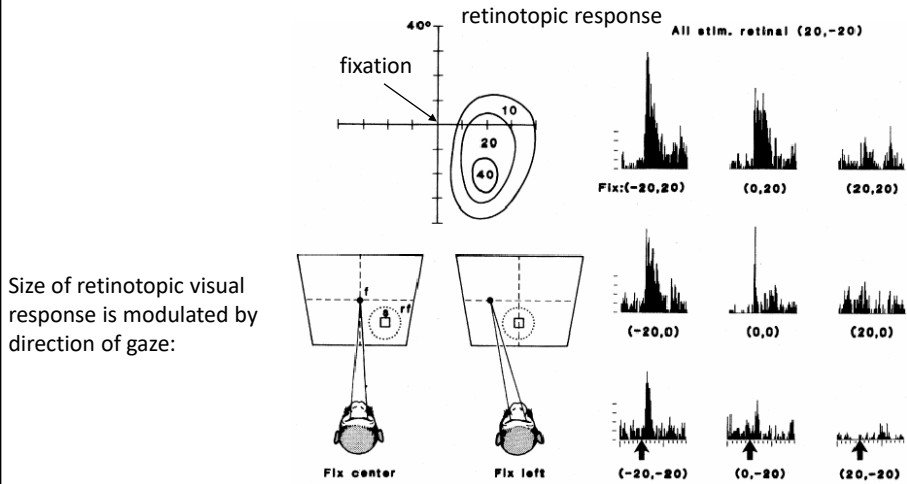 retinotopic response
40°
fixation
10
20
40
All stim. retinal (20,-20)
Fix:(-20,20)
(0,20)
(20,20)
Size of retinotopic visual
response is modulated by
direction of gaze:
f
s
rf
Fix center
Fix left
(-20,0)
(0,0)
(20,0)
(-20,-20)
(0,-20)
(20,-20)